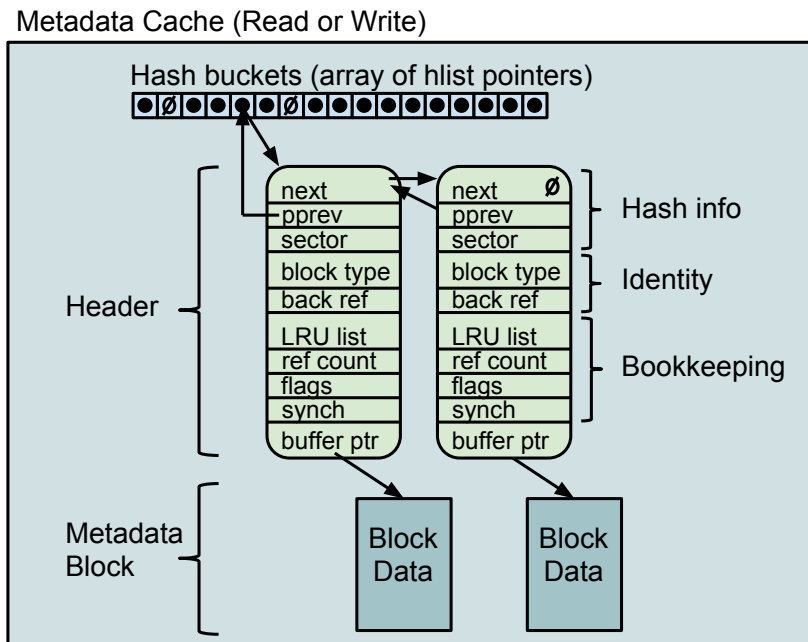 Metadata Cache (Read or Write)
Hash buckets (array of hlist pointers)
ø ø
next
pprev
sector
block type
back ref
LRU list
ref count
flags
synch
buffer ptr
next ø
pprev
sector
block type
back ref
LRU list
ref count
flags
synch
buffer ptr
Hash info
Identity
Bookkeeping
Header
Metadata
Block
Block
Data
Block
Data